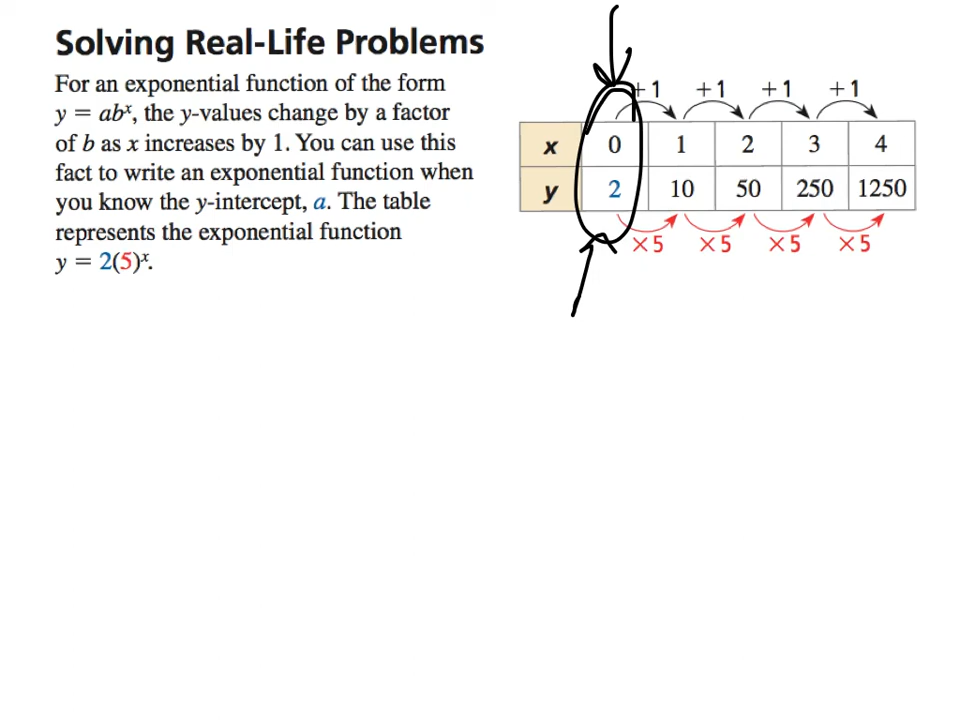 Solving Real-Life Problems
For an exponential function of the form
y = abˣ, the y-values change by a factor
of b as x increases by 1. You can use this
fact to write an exponential function when
you know the y-intercept, a. The table
represents the exponential function
y = 2(5)ˣ.
+1 +1 +1 +1
x 0 1 2 3 4
y 2 10 50 250 1250
×5 ×5 ×5 ×5